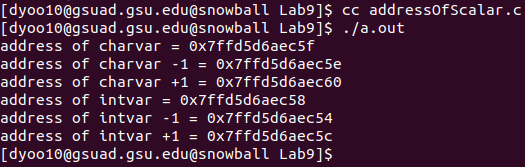 [dyoo10@gsuad.gsu.edu@snowball Lab9]$ cc addressOfScalar.c
[dyoo10@gsuad.gsu.edu@snowball Lab9]$ ./a.out
address of charvar = 0x7ffd5d6aec5f
address of charvar -1 = 0x7ffd5d6aec5e
address of charvar +1 = 0x7ffd5d6aec60
address of intvar = 0x7ffd5d6aec58
address of intvar -1 = 0x7ffd5d6aec54
address of intvar +1 = 0x7ffd5d6aec5c
[dyoo10@gsuad.gsu.edu@snowball Lab9]$